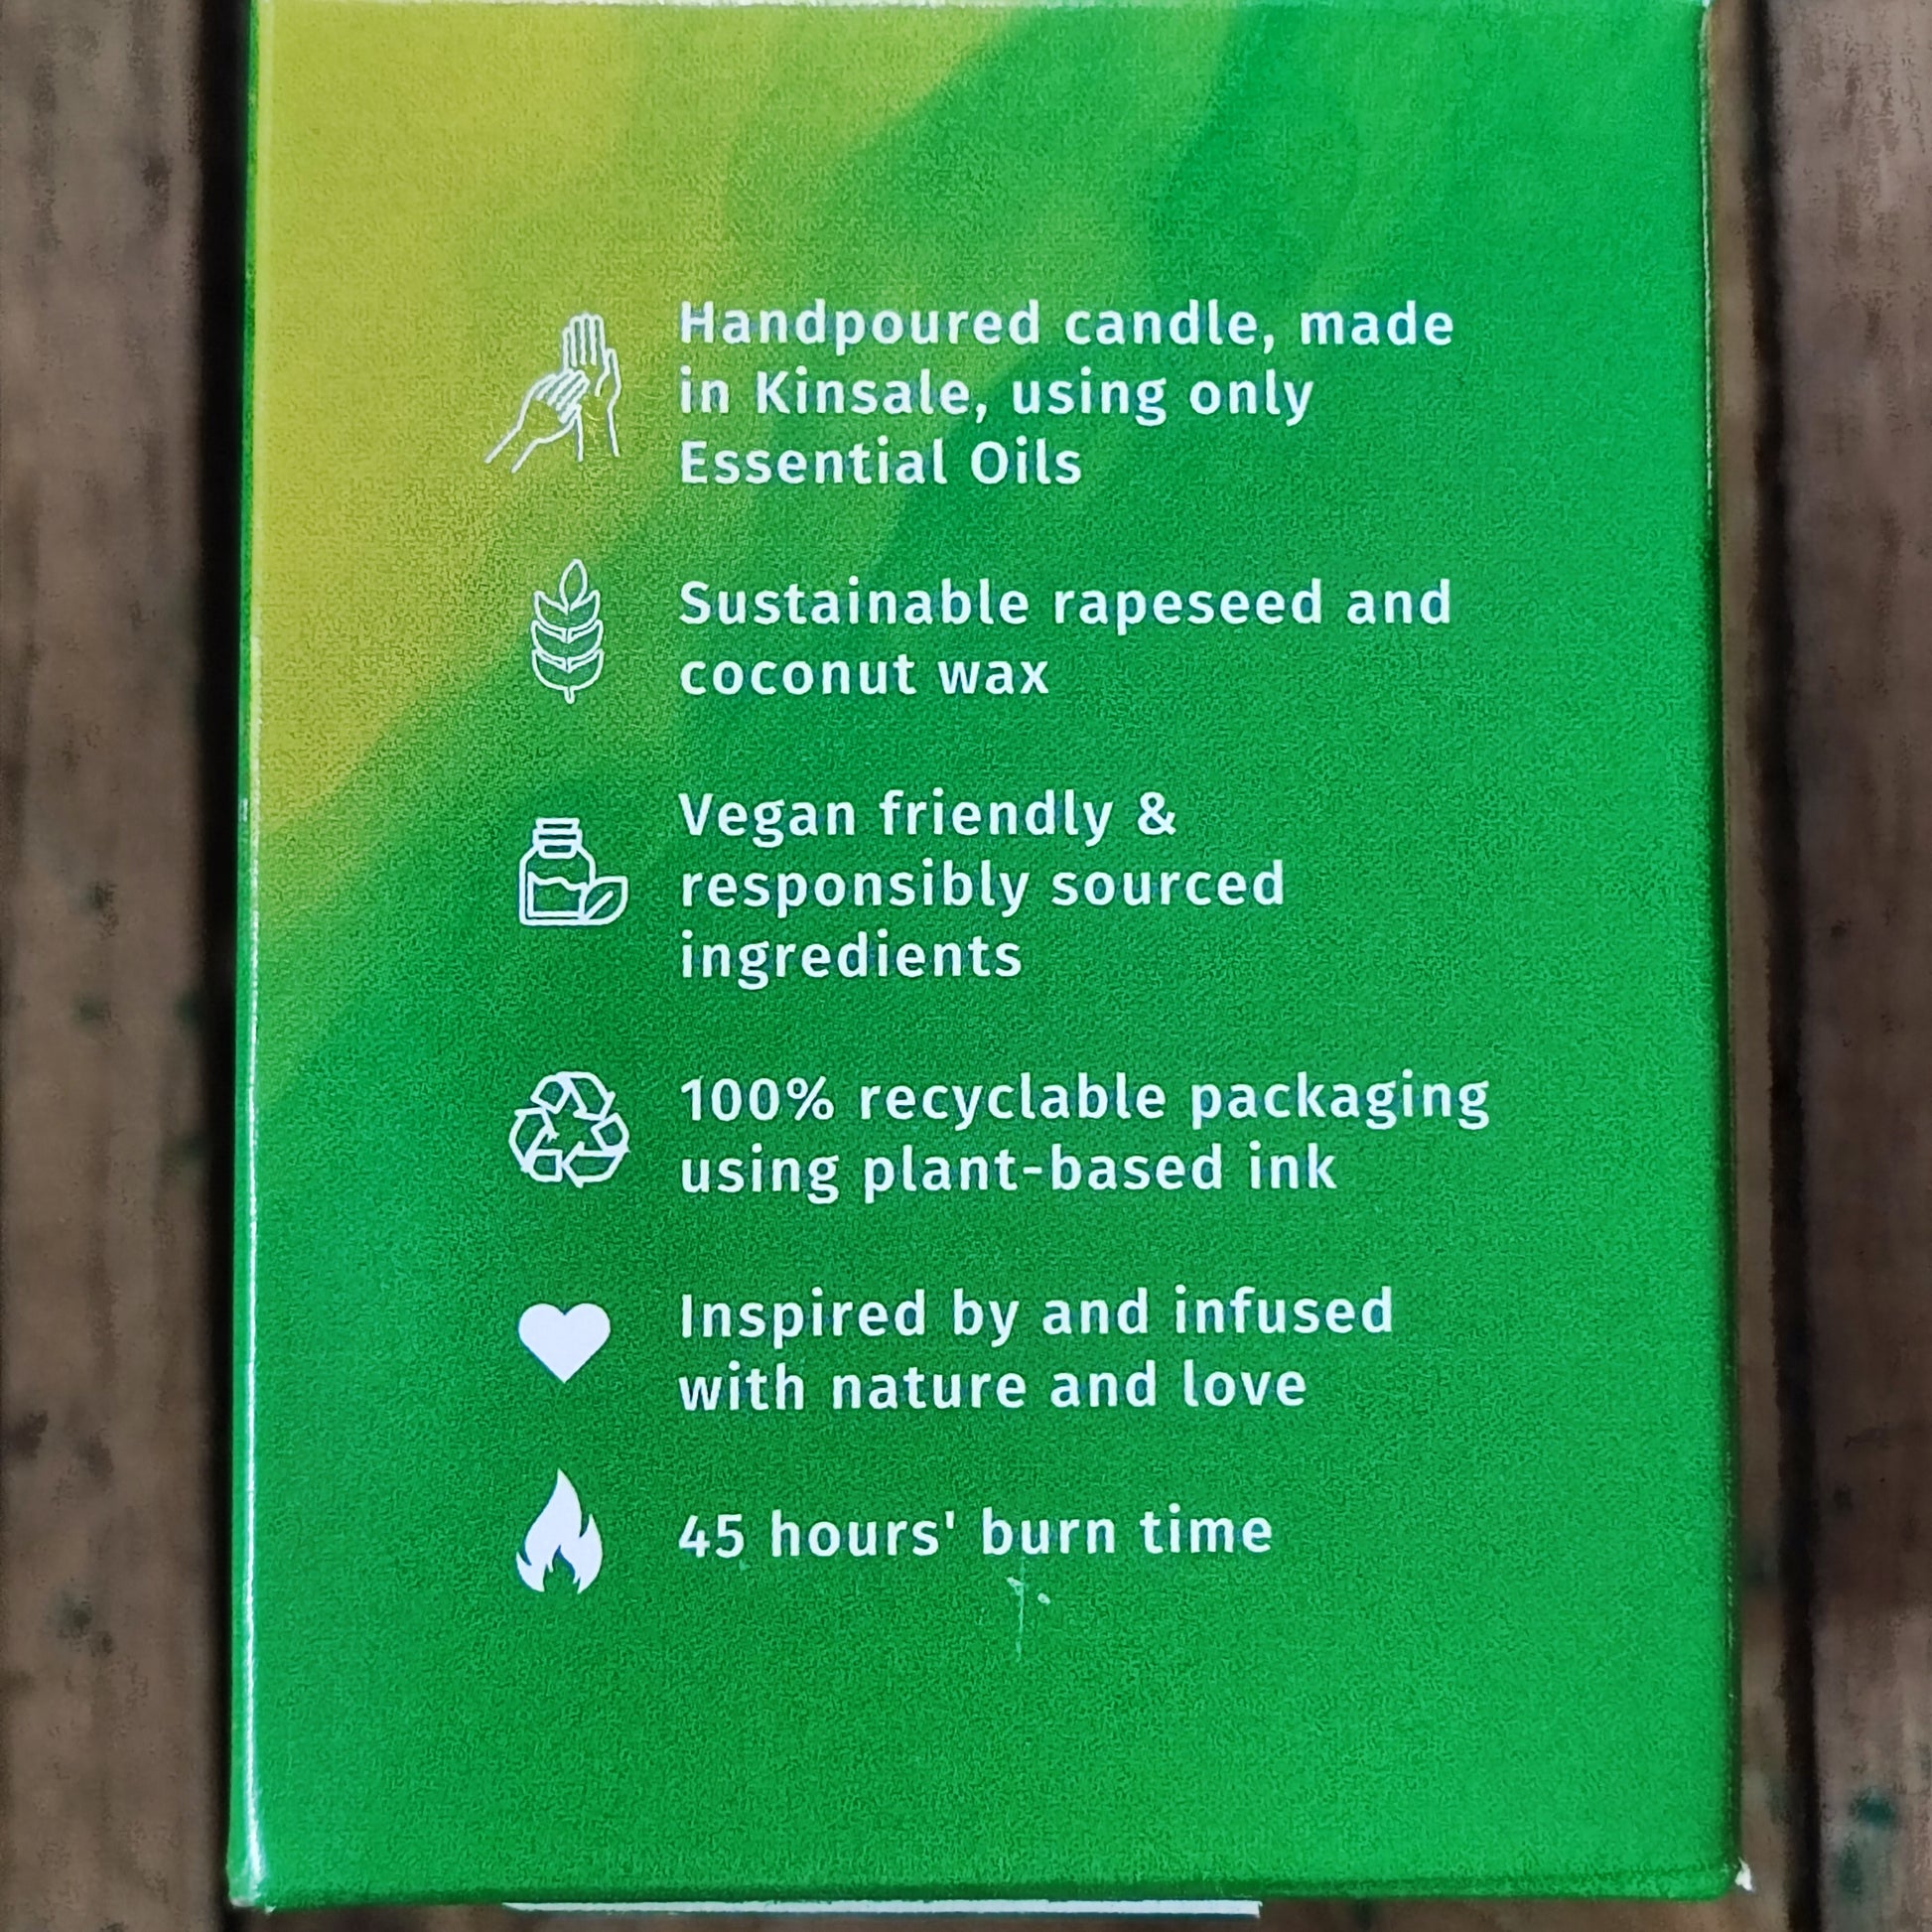 Handpoured candle, made
in Kinsale, using only
Essential Oils
Sustainable rapeseed and
coconut wax
Vegan friendly &
responsibly sourced
ingredients
100% recyclable packaging
using plant-based ink
Inspired by and infused
with nature and love
45 hours' burn time